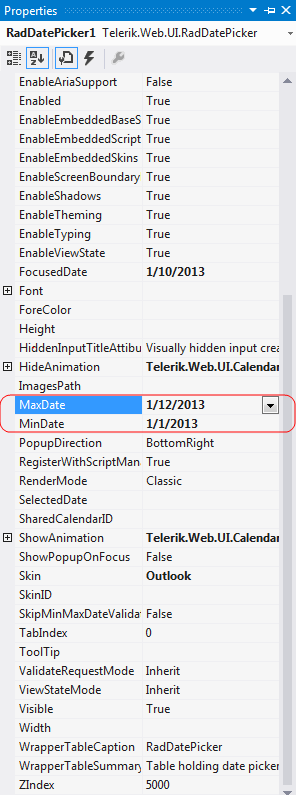 Properties
RadDatePicker1 Telerik.Web.UI.RadDatePicker
EnableAriaSupport False
Enabled True
EnableEmbeddedBaseS True
EnableEmbeddedScript True
EnableEmbeddedSkins True
EnableScreenBoundary True
EnableShadows True
EnableTheming True
EnableTyping True
EnableViewState True
FocusedDate 1/10/2013
Font
ForeColor
Height
HiddenInputTitleAttibu Visually hidden input crea
HideAnimation Telerik.Web.UI.Calendar
ImagesPath
MaxDate 1/12/2013
MinDate 1/1/2013
PopupDirection BottomRight
RegisterWithScriptMan True
RenderMode Classic
SelectedDate
SharedCalendarID
ShowAnimation Telerik.Web.UI.Calendar
ShowPopupOnFocus False
Skin Outlook
SkinID
SkipMinMaxDateValidat False
TabIndex 0
ToolTip
ValidateRequestMode Inherit
ViewStateMode Inherit
Visible True
Width
WrapperTableCaption RadDatePicker
WrapperTableSummary Table holding date picker
ZIndex 5000